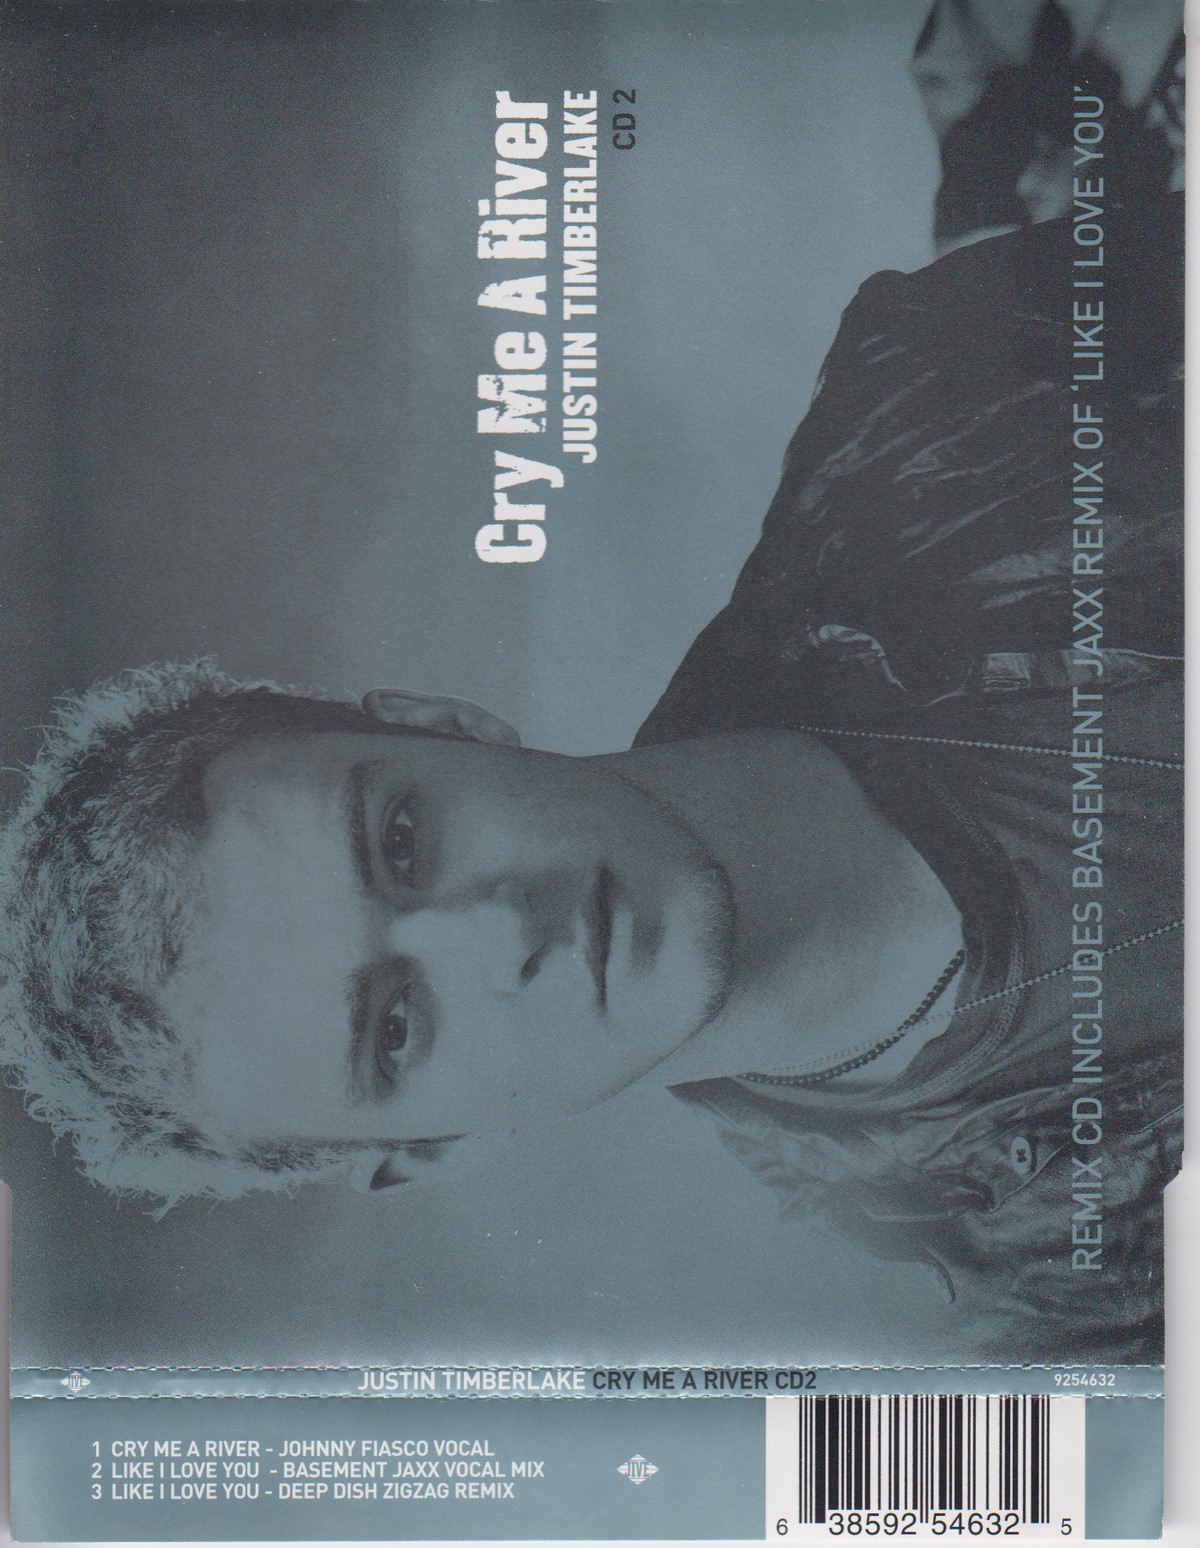 Cry Me A River
JUSTIN TIMBERLAKE
CD 2
REMIX CD INCLUDES BASEMENT JAXX REMIX OF ‘LIKE I LOVE YOU’
JIVE
JUSTIN TIMBERLAKE CRY ME A RIVER CD2
9254632
1 CRY ME A RIVER - JOHNNY FIASCO VOCAL
2 LIKE I LOVE YOU - BASEMENT JAXX VOCAL MIX
3 LIKE I LOVE YOU - DEEP DISH ZIGZAG REMIX
JIVE
6 38592 54632 5